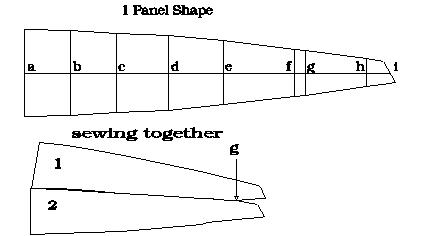 1 Panel Shape
a b c d e f g h i
sewing together
g
1
2